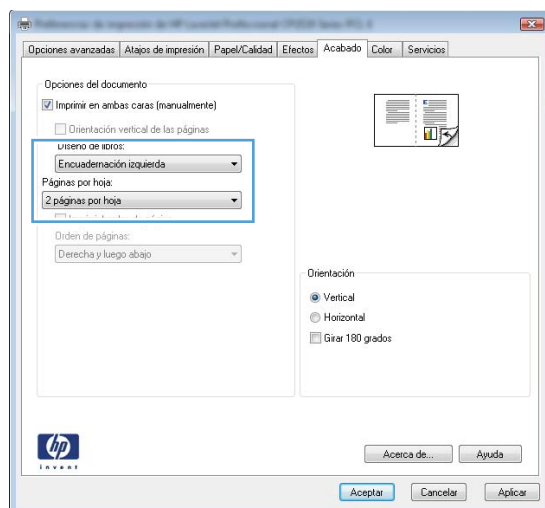 Opciones avanzadas Atajos de impresión Papel/Calidad Efectos Acabado Color Servicios
Opciones del documento
Imprimir en ambas caras (manualmente)
Orientación vertical de las páginas
Diseño de libros:
Encuadernación izquierda
Páginas por hoja:
2 páginas por hoja
Orden de páginas:
Derecha y luego abajo
Orientación
Vertical
Horizontal
Girar 180 grados
hp
invent
Acerca de... Ayuda
Aceptar Cancelar Aplicar